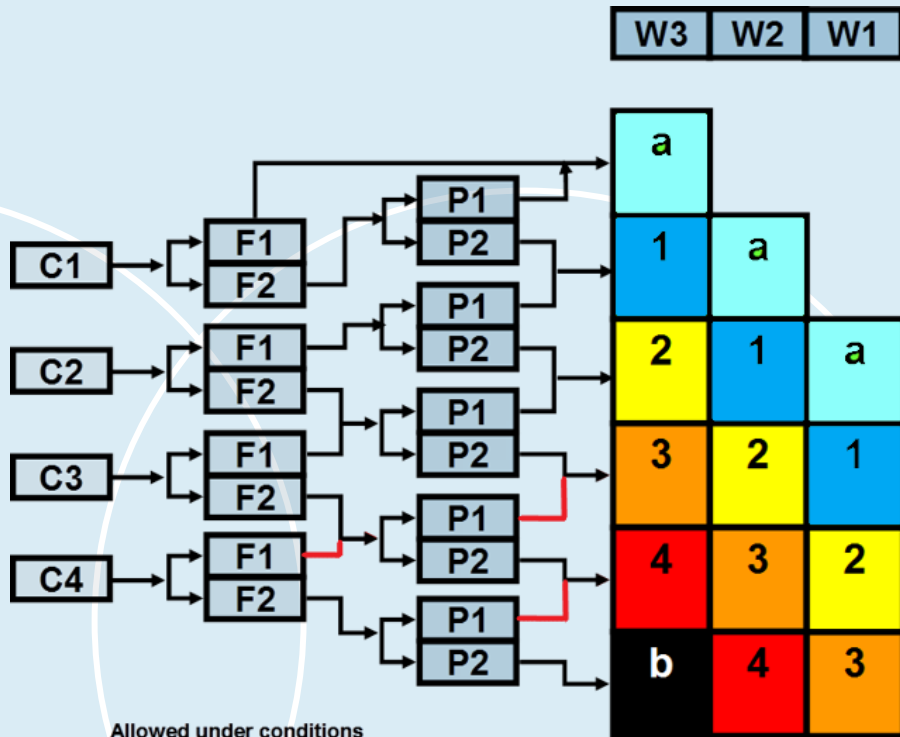 W3 W2 W1
a
P1
F1 P2 1 a
C1 F2
P1
F1 P2 2 1 a
C2 F2
P1
F1 P2 3 2 1
C3 F2
P1
F1 P2 4 3 2
C4 F2
P1
P2 b 4 3
Allowed under conditions